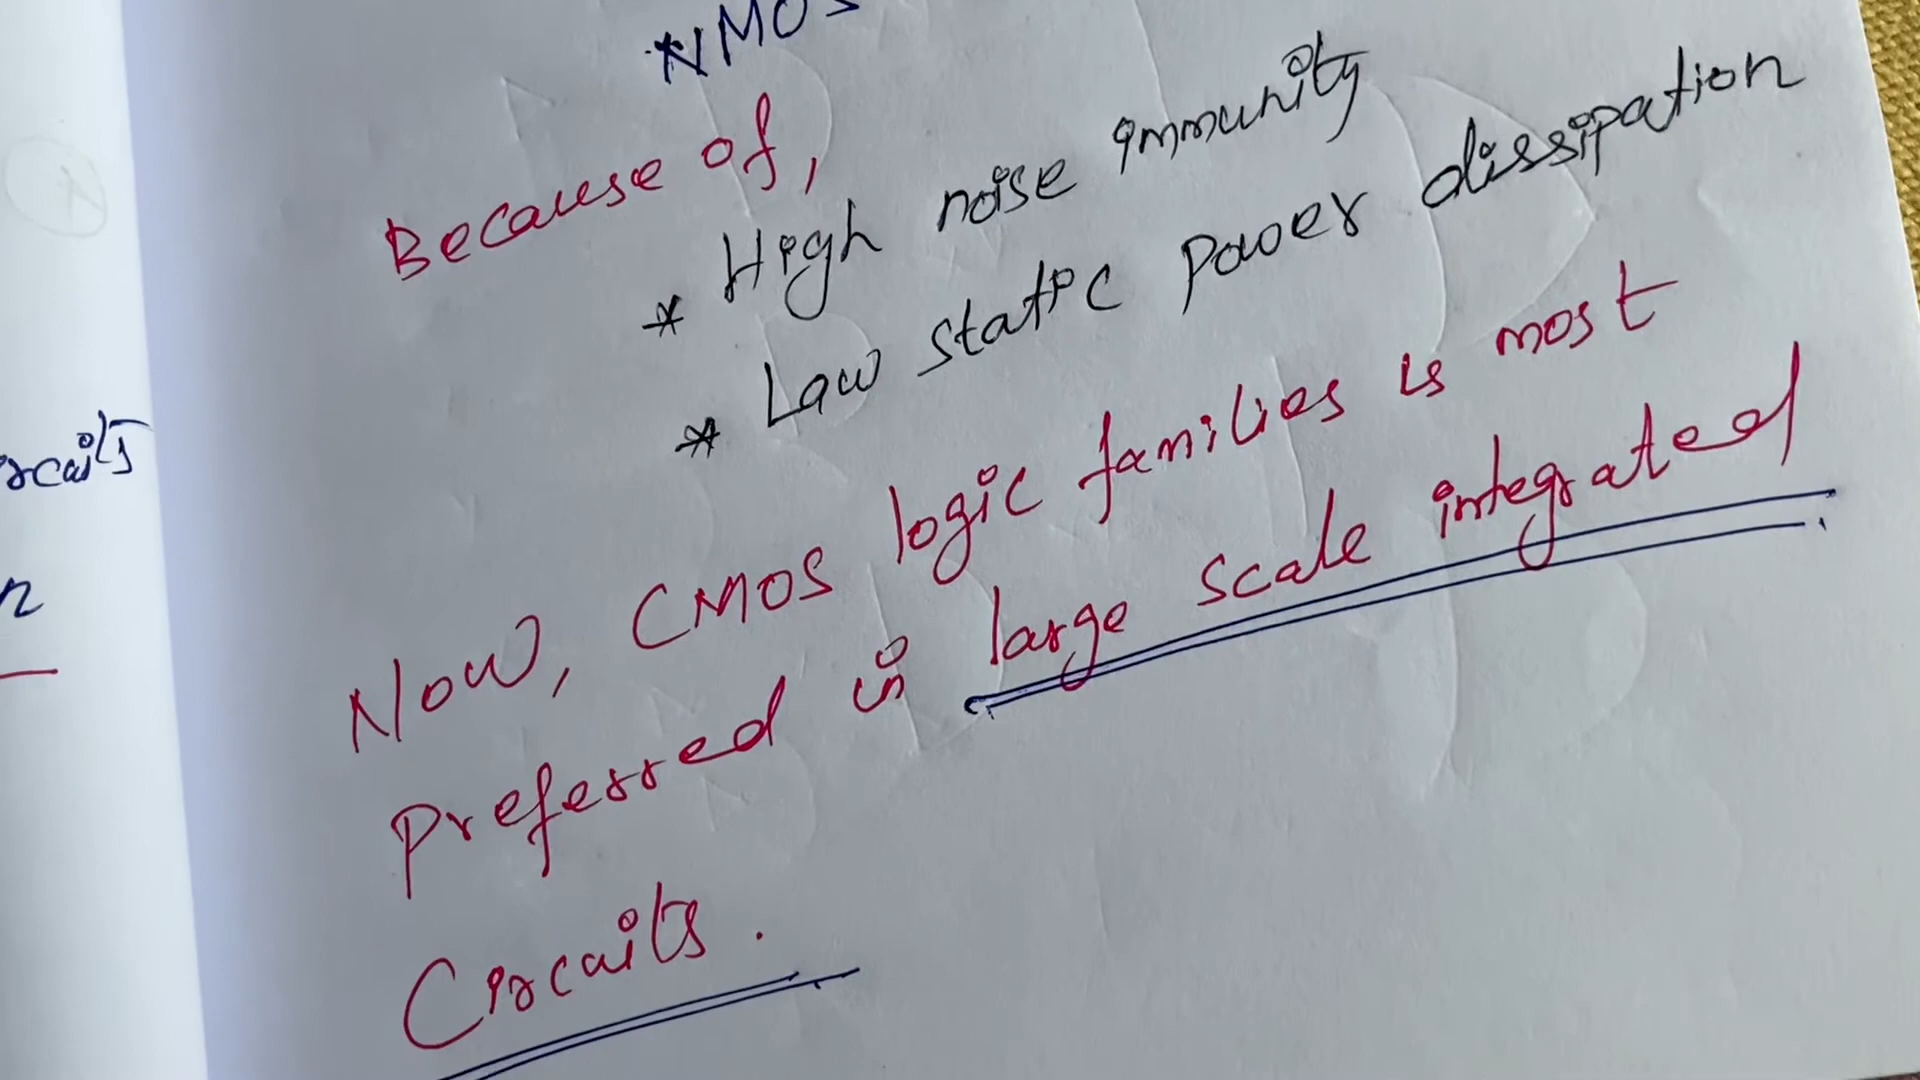 *NMOS
Because of,
* High noise immunity
* Law static Power dissipation
Now, CMOS logic families is most
Preferred in large scale integrated
Circuits.